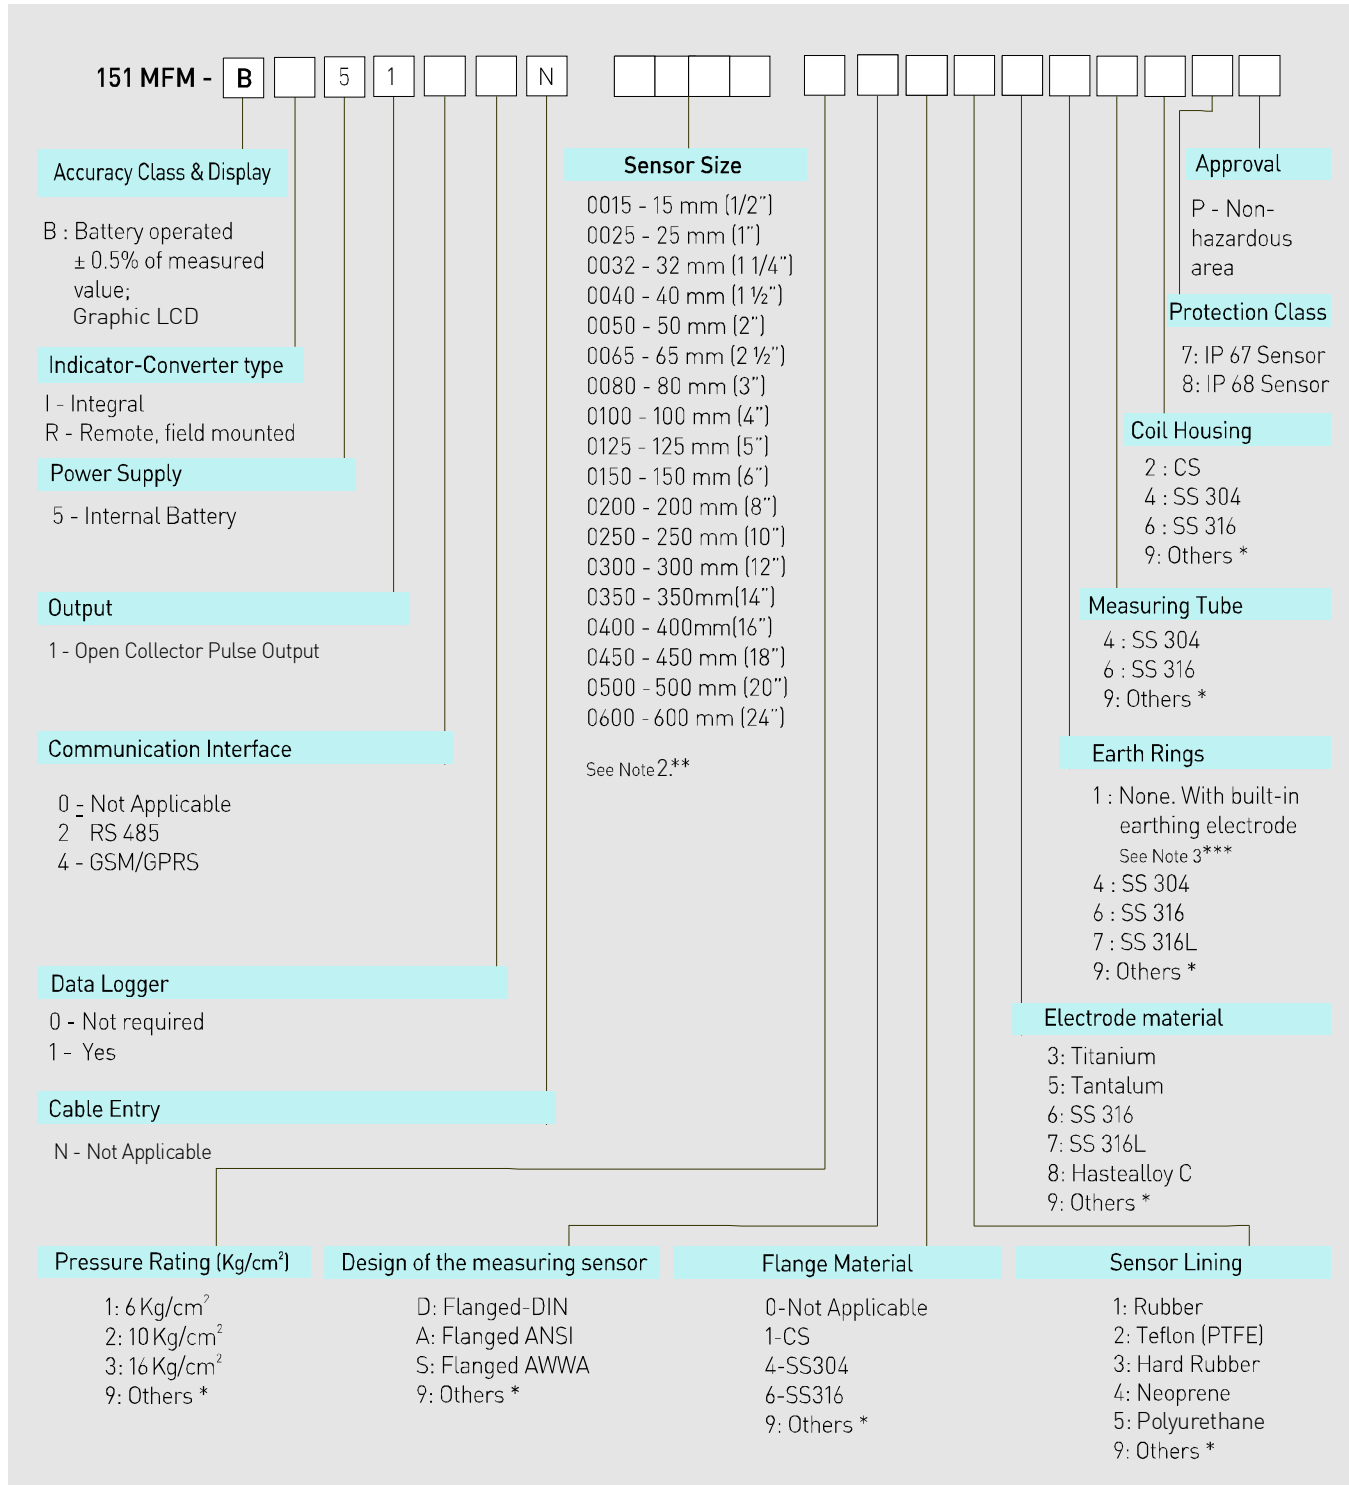 151 MFM - B 5 1 N
Accuracy Class & Display
B : Battery operated
± 0.5% of measured
value;
Graphic LCD
Indicator-Converter type
I - Integral
R - Remote, field mounted
Power Supply
5 - Internal Battery
Output
1 - Open Collector Pulse Output
Communication Interface
0 - Not Applicable
2 RS 485
4 - GSM/GPRS
Data Logger
0 - Not required
1 - Yes
Cable Entry
N - Not Applicable
Sensor Size
0015 - 15 mm (1/2")
0025 - 25 mm (1")
0032 - 32 mm (1 1/4")
0040 - 40 mm (1 ½")
0050 - 50 mm (2")
0065 - 65 mm (2 ½")
0080 - 80 mm (3")
0100 - 100 mm (4")
0125 - 125 mm (5")
0150 - 150 mm (6")
0200 - 200 mm (8")
0250 - 250 mm (10")
0300 - 300 mm (12")
0350 - 350mm(14")
0400 - 400mm(16")
0450 - 450 mm (18")
0500 - 500 mm (20")
0600 - 600 mm (24")
See Note 2.**
Approval
P - Non-
hazardous
area
Protection Class
7: IP 67 Sensor
8: IP 68 Sensor
Coil Housing
2 : CS
4 : SS 304
6 : SS 316
9: Others *
Measuring Tube
4 : SS 304
6 : SS 316
9: Others *
Earth Rings
1 : None. With built-in
earthing electrode
See Note 3***
4 : SS 304
6 : SS 316
7 : SS 316L
9: Others *
Electrode material
3: Titanium
5: Tantalum
6: SS 316
7: SS 316L
8: Hastealloy C
9: Others *
Pressure Rating (Kg/cm²)
1: 6 Kg/cm²
2: 10 Kg/cm²
3: 16 Kg/cm²
9: Others *
Design of the measuring sensor
D: Flanged-DIN
A: Flanged ANSI
S: Flanged AWWA
9: Others *
Flange Material
0-Not Applicable
1-CS
4-SS304
6-SS316
9: Others *
Sensor Lining
1: Rubber
2: Teflon (PTFE)
3: Hard Rubber
4: Neoprene
5: Polyurethane
9: Others *